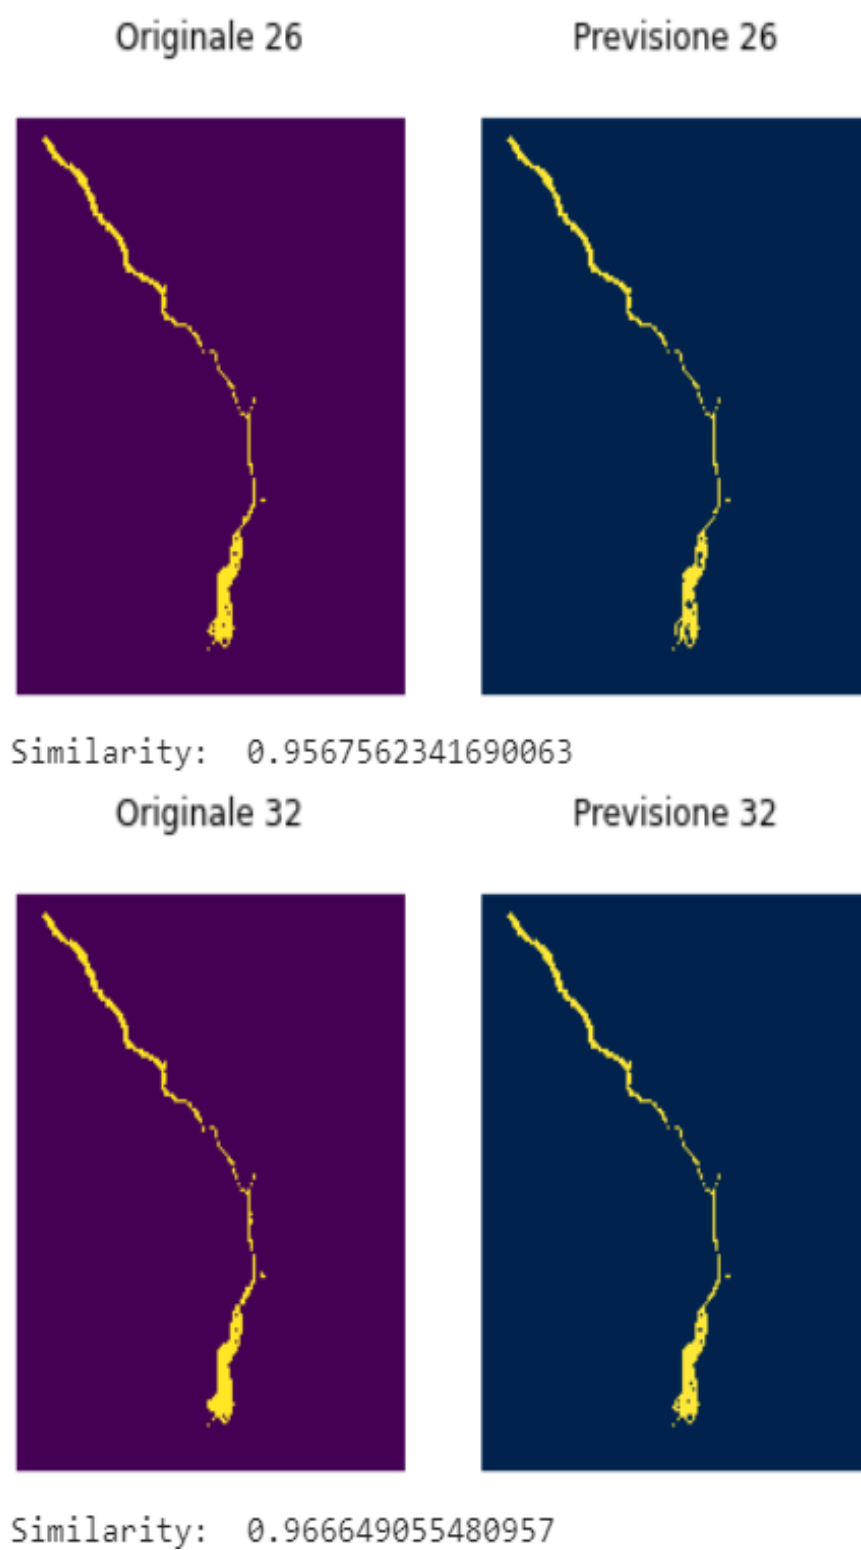 Originale 26 Previsione 26
Similarity: 0.9567562341690063
Originale 32 Previsione 32
Similarity: 0.966649055480957